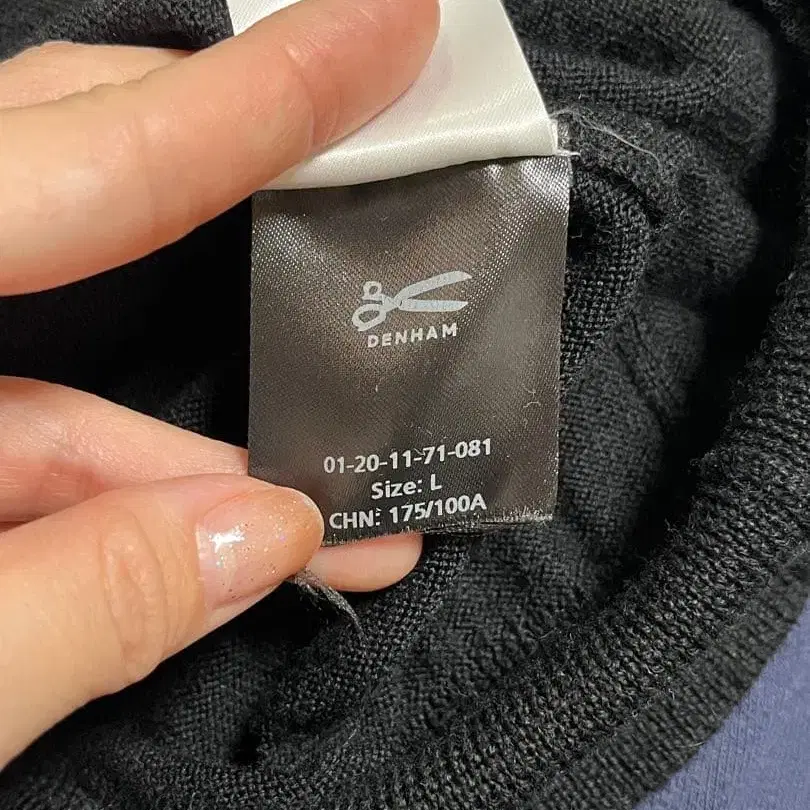 DENHAM
01-20-11-71-081
Size: L
CHN: 175/100A